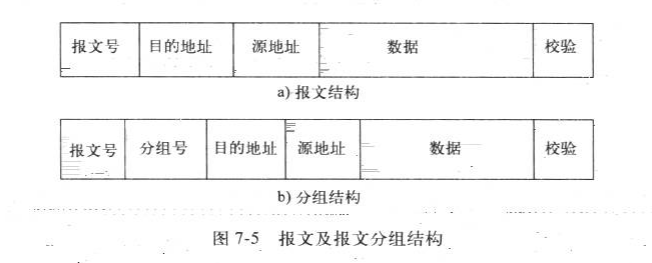 报文号 目的地址 源地址 数据 校验
a) 报文结构
报文号 分组号 目的地址 源地址 数据 校验
b) 分组结构
图 7-5 报文及报文分组结构